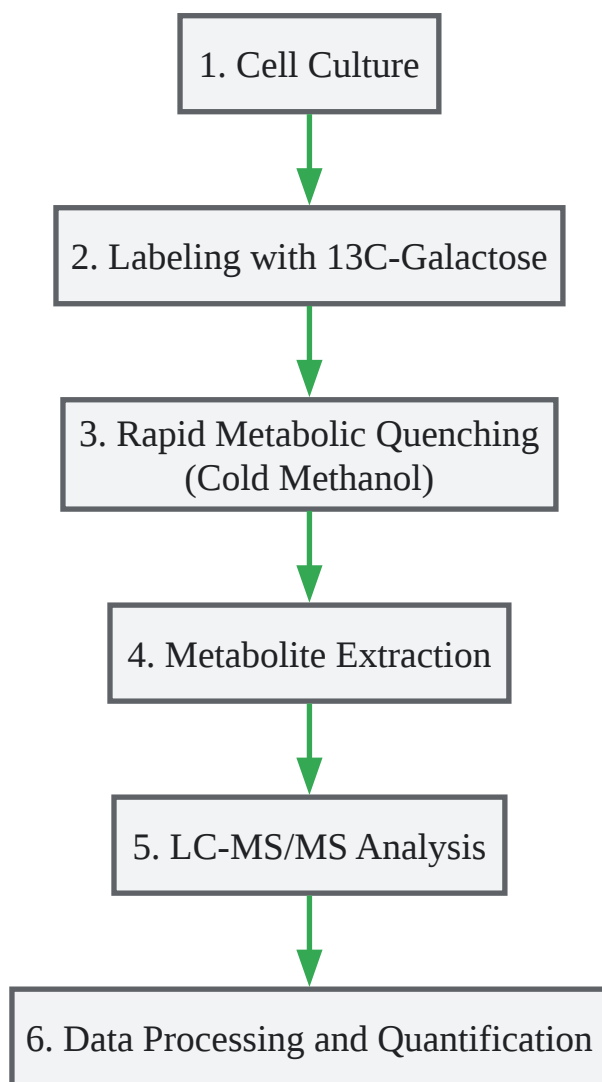 1. Cell Culture
2. Labeling with 13C-Galactose
3. Rapid Metabolic Quenching
(Cold Methanol)
4. Metabolite Extraction
5. LC-MS/MS Analysis
6. Data Processing and Quantification